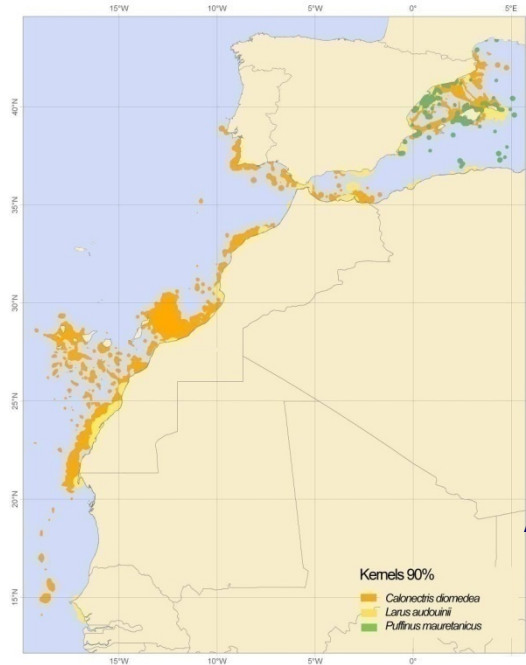 15°W 10°W 5°W 0° 5°E
40°N
35°N
30°N
25°N
20°N
15°N
Kernels 90%
Calonectris diomedea
Larus audouinii
Puffinus mauretanicus
15°W 10°W 5°W 0° 5°E